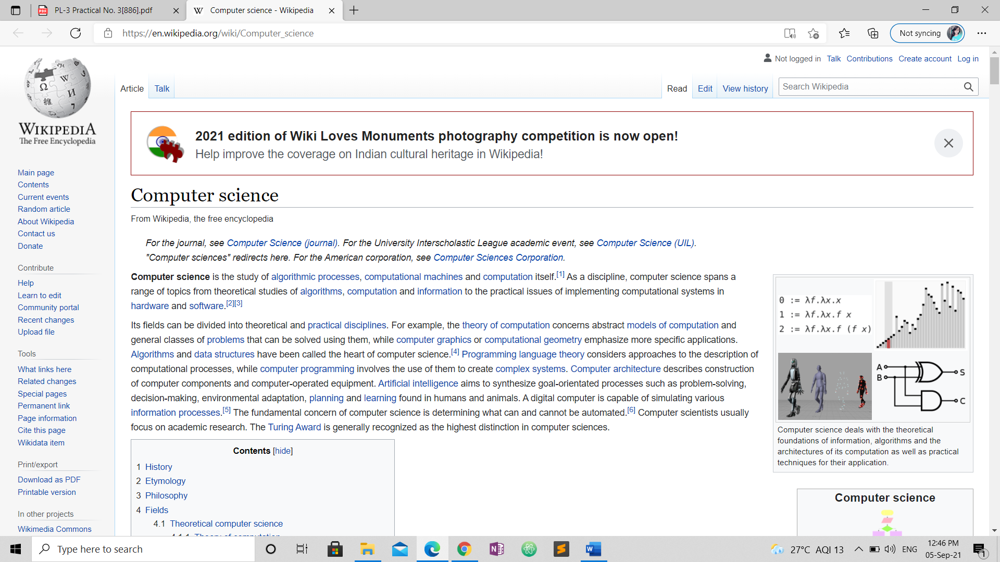 PL-3 Practical No. 3[886].pdf
Computer science - Wikipedia
https://en.wikipedia.org/wiki/Computer_science
Not syncing
Not logged in Talk Contributions Create account Log in
WIKIPEDIA
The Free Encyclopedia
Article Talk
Read Edit View history
Search Wikipedia
2021 edition of Wiki Loves Monuments photography competition is now open!
Help improve the coverage on Indian cultural heritage in Wikipedia!
Main page
Contents
Current events
Random article
About Wikipedia
Contact us
Donate
Contribute
Help
Learn to edit
Community portal
Recent changes
Upload file
Tools
What links here
Related changes
Special pages
Permanent link
Page information
Cite this page
Wikidata item
Print/export
Download as PDF
Printable version
In other projects
Wikimedia Commons
Computer science
From Wikipedia, the free encyclopedia
For the journal, see Computer Science (journal). For the University Interscholastic League academic event, see Computer Science (UIL).
"Computer sciences" redirects here. For the American corporation, see Computer Sciences Corporation.
Computer science is the study of algorithmic processes, computational machines and computation itself.[1] As a discipline, computer science spans a
range of topics from theoretical studies of algorithms, computation and information to the practical issues of implementing computational systems in
hardware and software.[2][3]
Its fields can be divided into theoretical and practical disciplines. For example, the theory of computation concerns abstract models of computation and
general classes of problems that can be solved using them, while computer graphics or computational geometry emphasize more specific applications.
Algorithms and data structures have been called the heart of computer science.[4] Programming language theory considers approaches to the description of
computational processes, while computer programming involves the use of them to create complex systems. Computer architecture describes construction
of computer components and computer-operated equipment. Artificial intelligence aims to synthesize goal-orientated processes such as problem-solving,
decision-making, environmental adaptation, planning and learning found in humans and animals. A digital computer is capable of simulating various
information processes.[5] The fundamental concern of computer science is determining what can and cannot be automated.[6] Computer scientists usually
focus on academic research. The Turing Award is generally recognized as the highest distinction in computer sciences.
0 := λf.λx.x
1 := λf.λx.f x
2 := λf.λx.f (f x)
A
B
S
C
Computer science deals with the theoretical
foundations of information, algorithms and the
architectures of its computation as well as practical
techniques for their application.
Contents [hide]
1 History
2 Etymology
3 Philosophy
4 Fields
4.1 Theoretical computer science
4.1.1 Theory of computation
Computer science
Type here to search
27°C AQI 13
ENG
12:46 PM
05-Sep-21
1